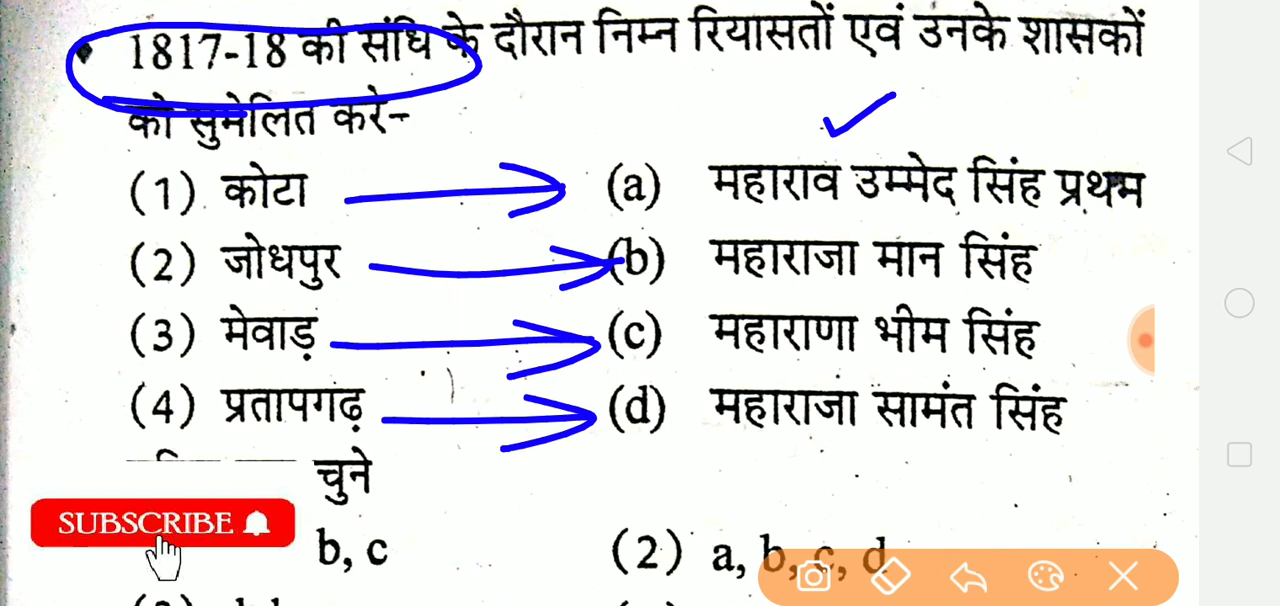 1817-18 की संधि के दौरान निम्न रियासतों एवं उनके शासकों
को सुमेलित करे-
(1) कोटा (a) महाराव उम्मेद सिंह प्रथम
(2) जोधपुर (b) महाराजा मान सिंह
(3) मेवाड़ (c) महाराणा भीम सिंह
(4) प्रतापगढ़ (d) महाराजा सामंत सिंह
चुने
SUBSCRIBE
b, c (2) a, b, c, d